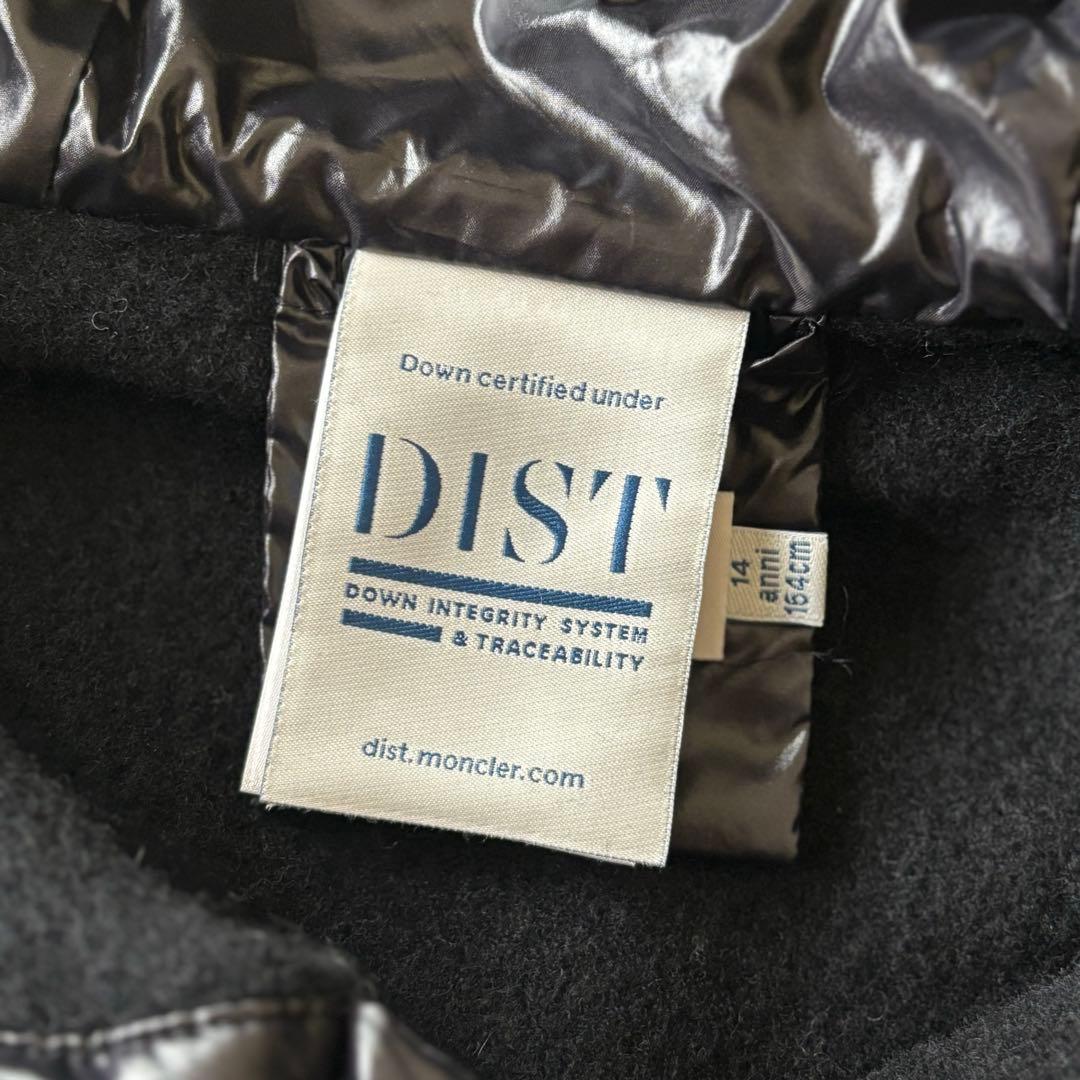 Down certified under
DIST
DOWN INTEGRITY SYSTEM
& TRACEABILITY
dist.moncler.com
14
anni
164cm